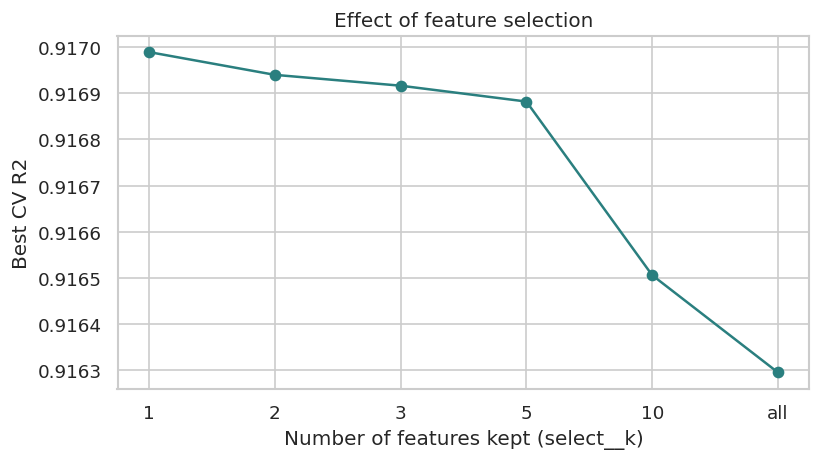 Effect of feature selection
0.9170
0.9169
0.9168
0.9167
0.9166
0.9165
0.9164
0.9163
Best CV R2
1 2 3 5 10 all
Number of features kept (select__k)